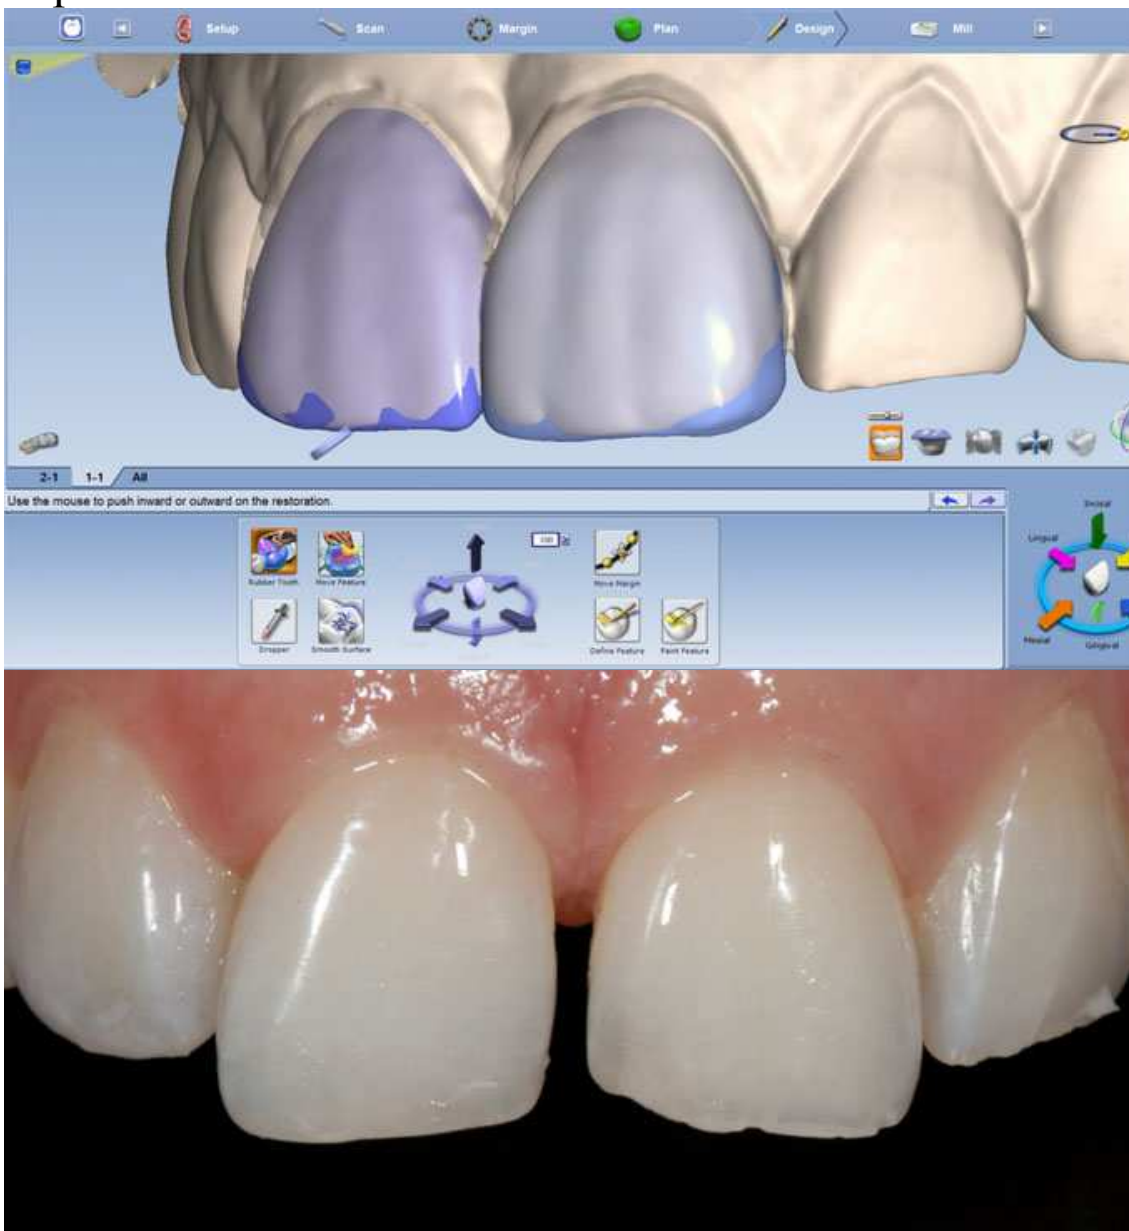 Setup Scan Margin Plan Design Mill
2-1 1-1 All
Use the mouse to push inward or outward on the restoration.
Incisal
Lingual
Rubber Tooth Move Feature Move Margin
Dropper Smooth Surface Define Feature Paint Feature
Mesial
Gingival